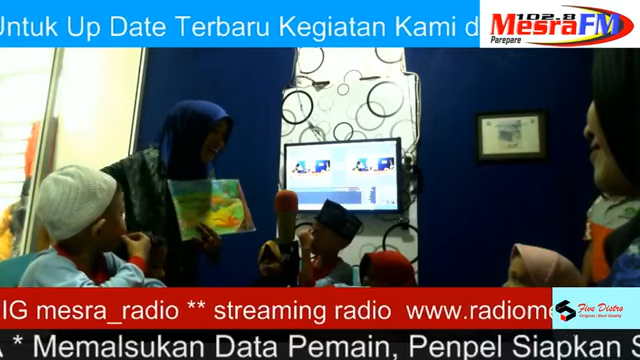 Untuk Up Date Terbaru Kegiatan Kami d
102.8
MesraFM
Parepare
IG mesra_radio ** streaming radio www.radiome
Five Distro
Original | Best Quality
A * Memalsukan Data Pemain, Penpel Siapkan S